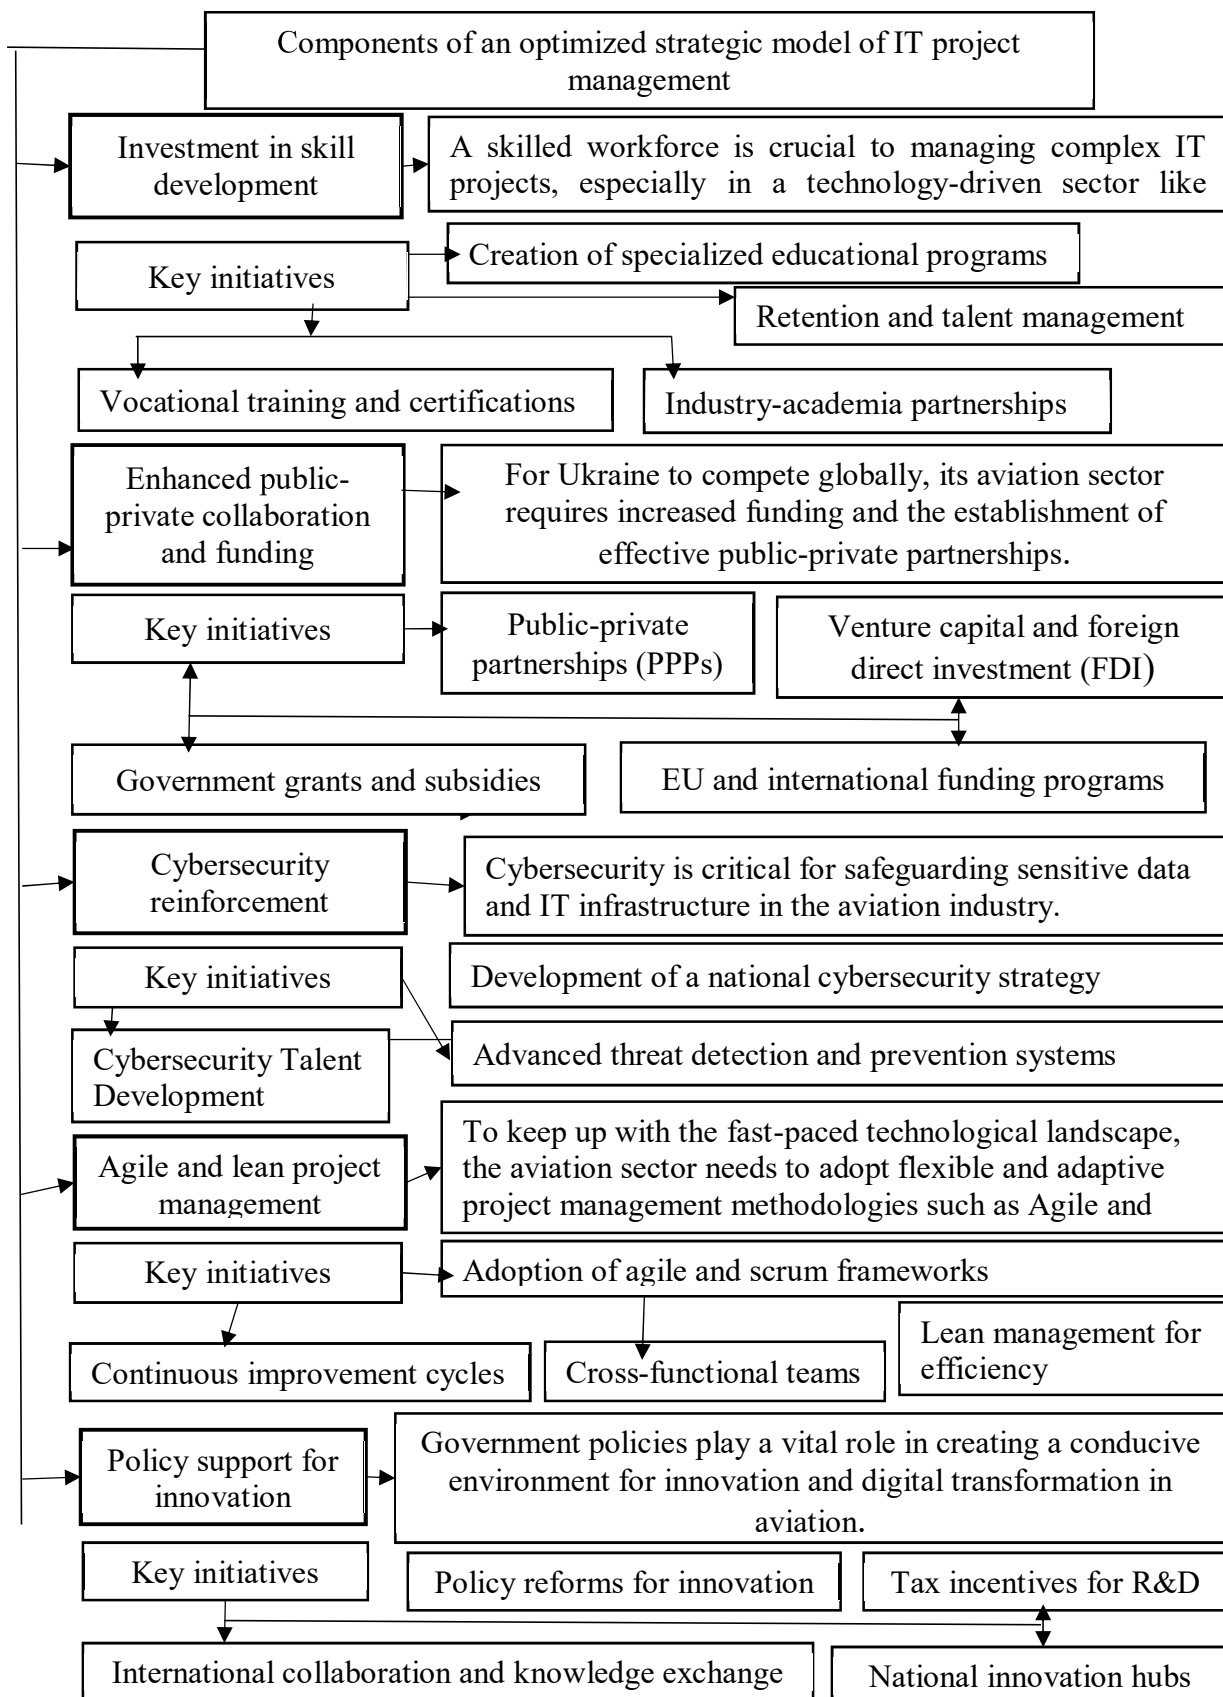 Components of an optimized strategic model of IT project
management
Investment in skill
development
A skilled workforce is crucial to managing complex IT
projects, especially in a technology-driven sector like
Key initiatives
Creation of specialized educational programs
Retention and talent management
Vocational training and certifications
Industry-academia partnerships
Enhanced public-
private collaboration
and funding
For Ukraine to compete globally, its aviation sector
requires increased funding and the establishment of
effective public-private partnerships.
Key initiatives
Public-private
partnerships (PPPs)
Venture capital and foreign
direct investment (FDI)
Government grants and subsidies
EU and international funding programs
Cybersecurity
reinforcement
Cybersecurity is critical for safeguarding sensitive data
and IT infrastructure in the aviation industry.
Key initiatives
Development of a national cybersecurity strategy
Cybersecurity Talent
Development
Advanced threat detection and prevention systems
Agile and lean project
management
To keep up with the fast-paced technological landscape,
the aviation sector needs to adopt flexible and adaptive
project management methodologies such as Agile and
Key initiatives
Adoption of agile and scrum frameworks
Continuous improvement cycles
Cross-functional teams
Lean management for
efficiency
Policy support for
innovation
Government policies play a vital role in creating a conducive
environment for innovation and digital transformation in
aviation.
Key initiatives
Policy reforms for innovation
Tax incentives for R&D
International collaboration and knowledge exchange
National innovation hubs